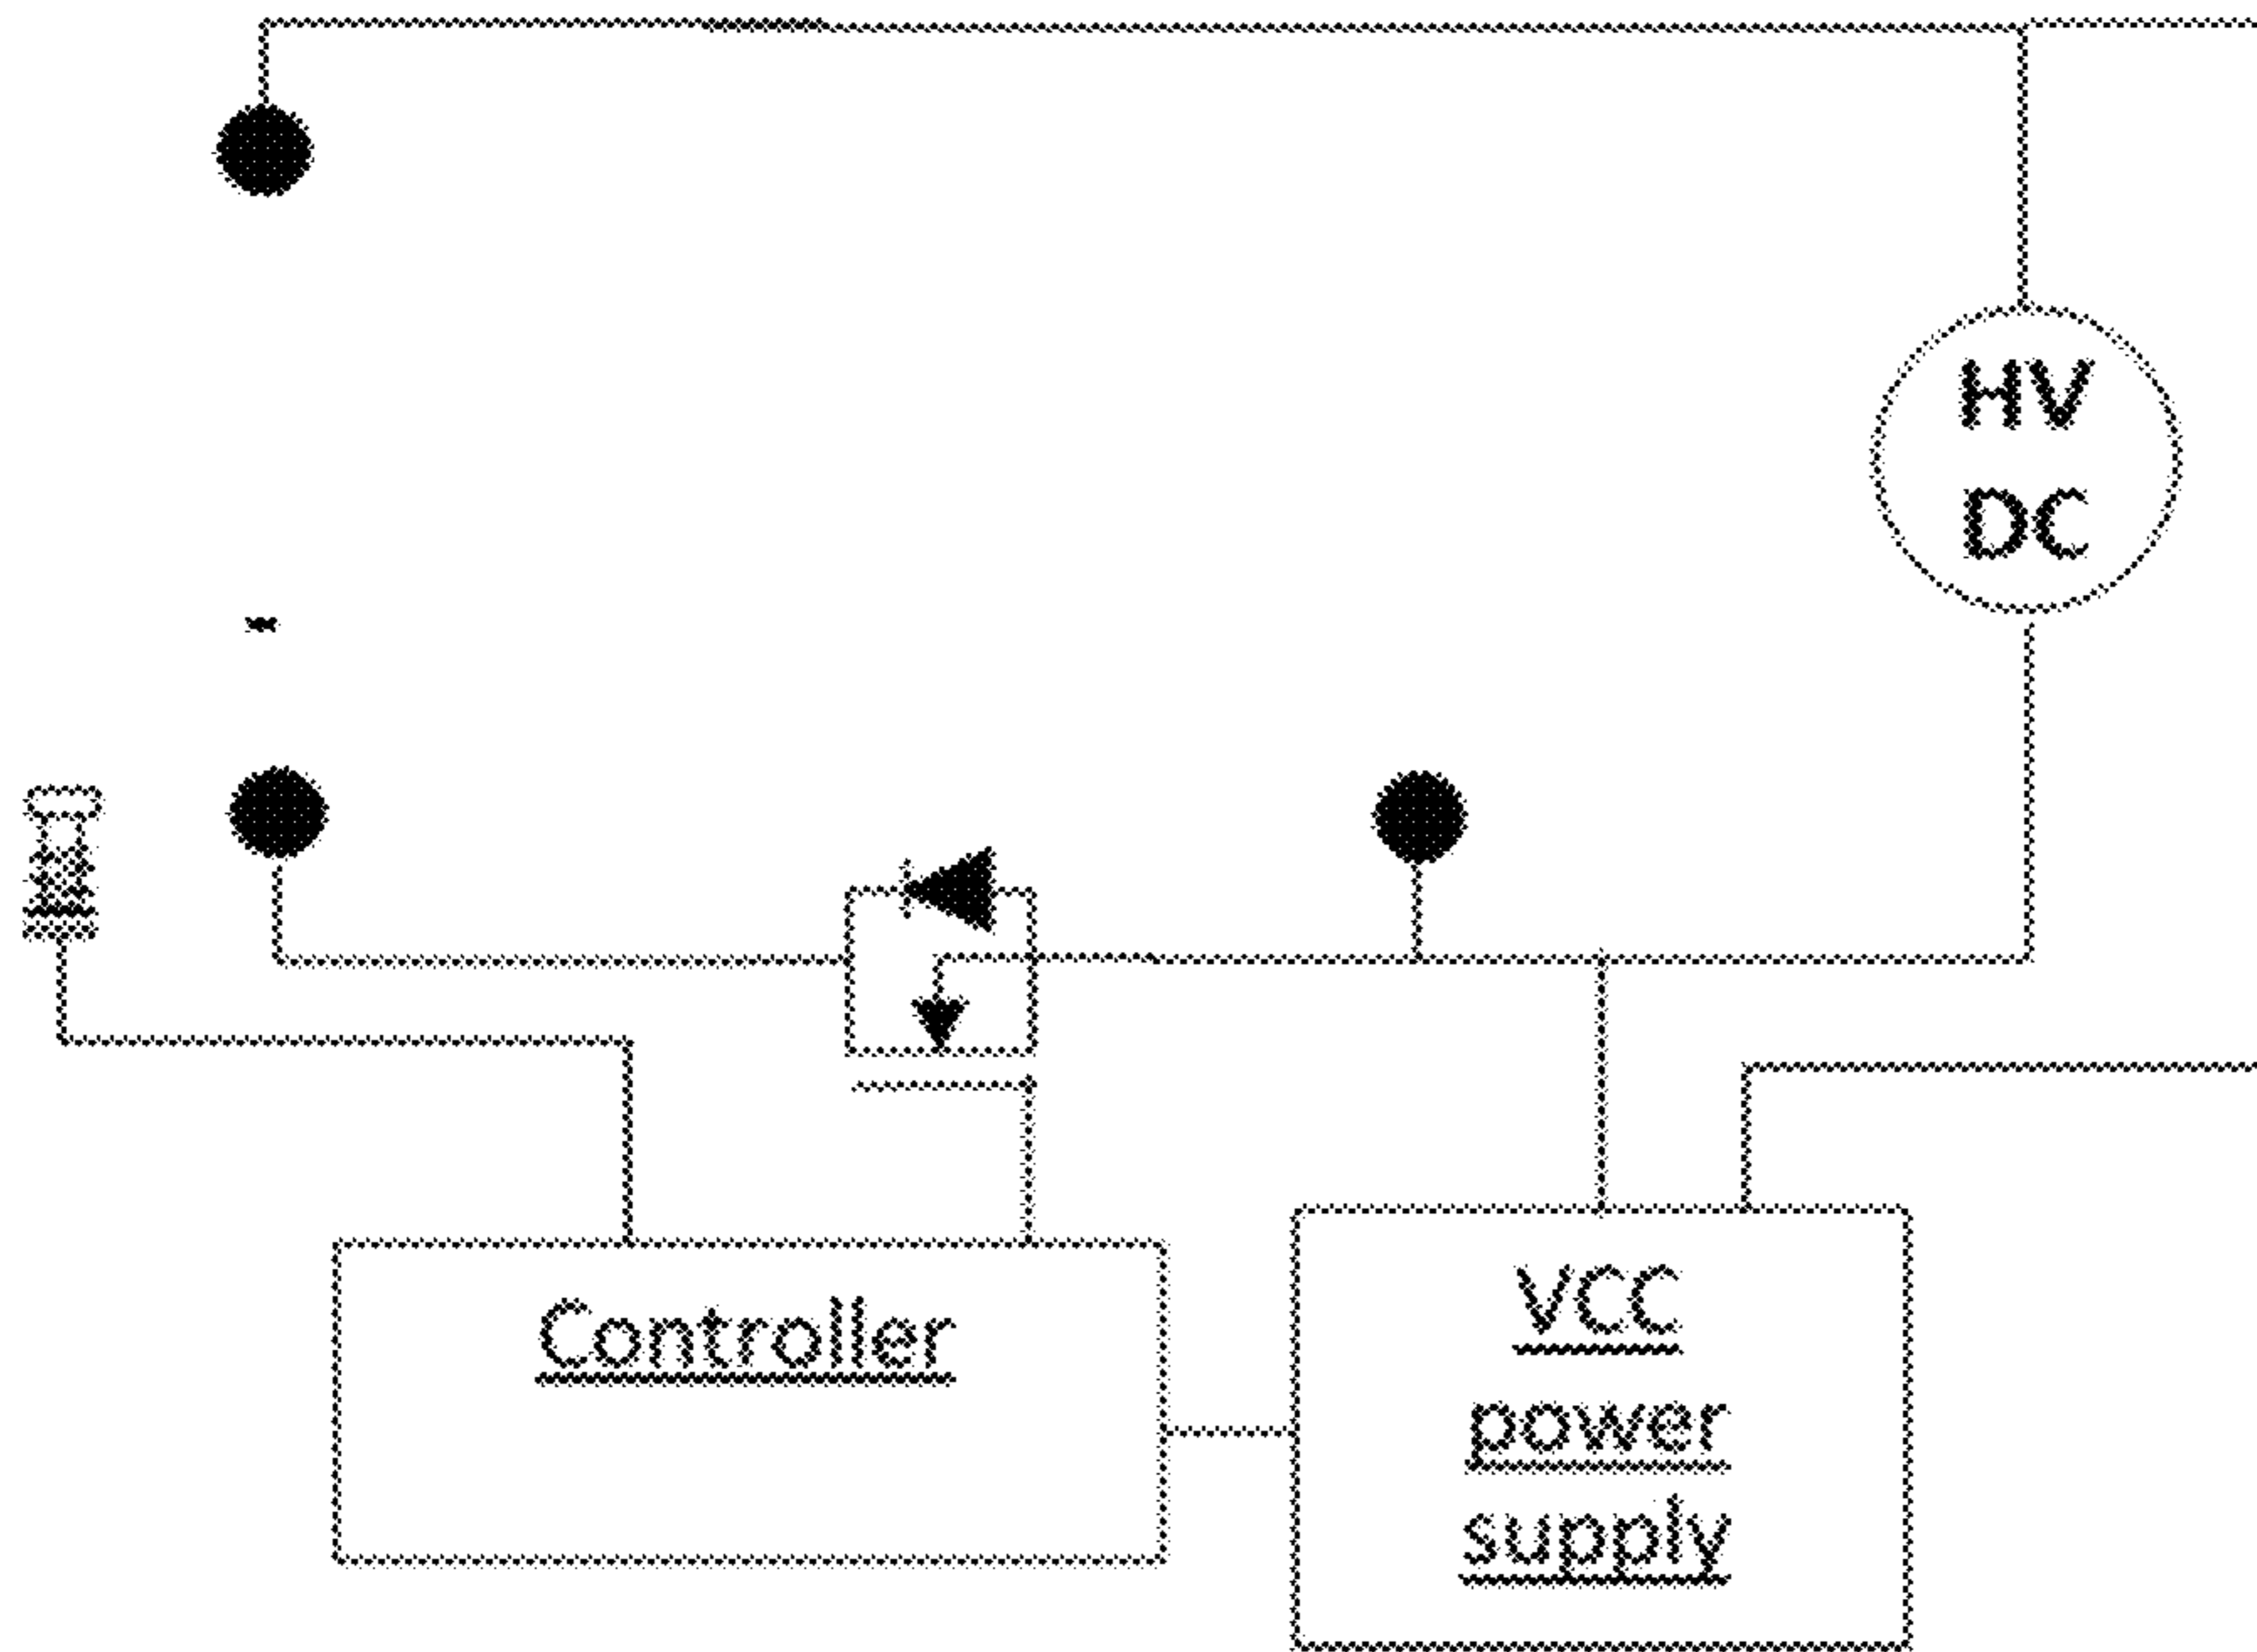 HV
DC
-
Controller
VCC
power
supply